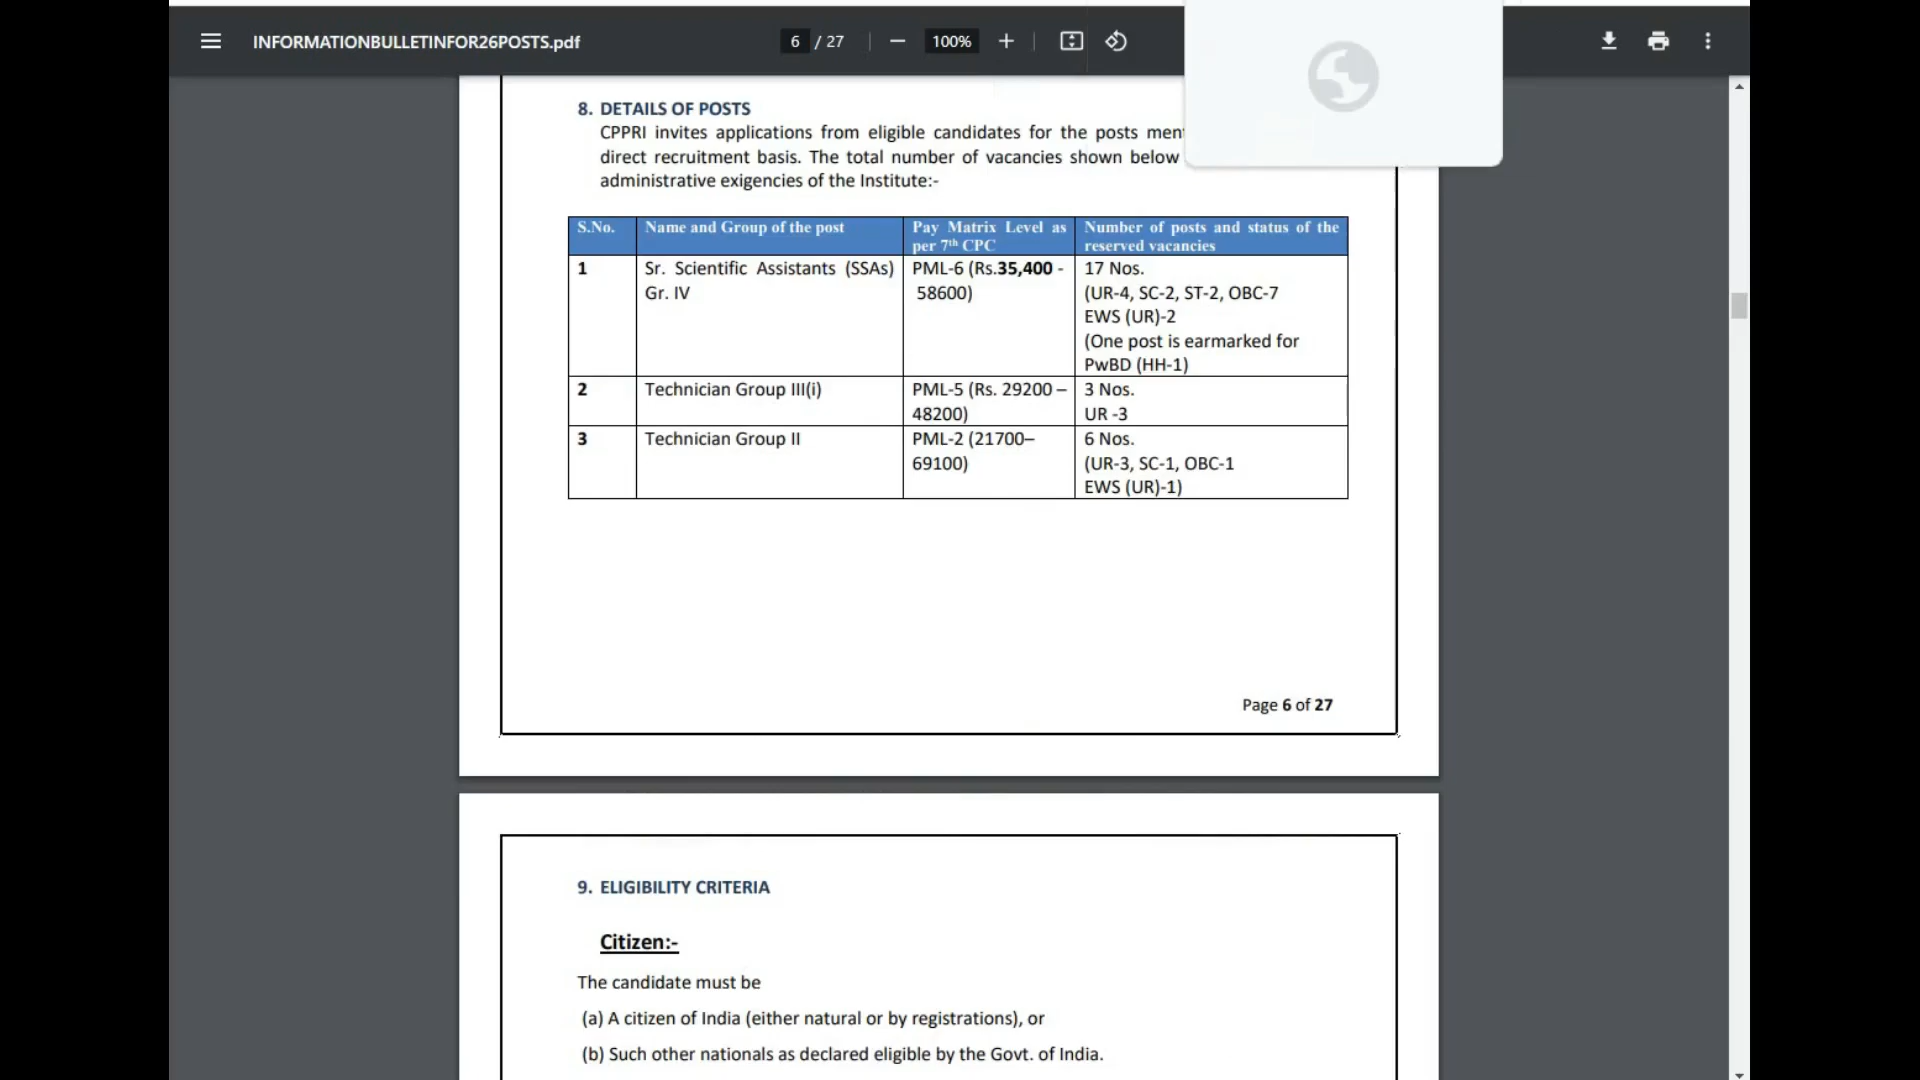 INFORMATIONBULLETINFOR26POSTS.pdf
6 / 27
100%
8. DETAILS OF POSTS
CPPRI invites applications from eligible candidates for the posts
direct recruitment basis. The total number of vacancies shown below
administrative exigencies of the Institute:-
S.No.
Name and Group of the post
Pay Matrix Level as
per 7th CPC
Number of posts and status of the
reserved vacancies
1
Sr. Scientific Assistants (SSAs)
Gr. IV
PML-6 (Rs.35,400 -
58600)
17 Nos.
(UR-4, SC-2, ST-2, OBC-7
EWS (UR)-2
(One post is earmarked for
PwBD (HH-1)
2
Technician Group III(i)
PML-5 (Rs. 29200 –
48200)
3 Nos.
UR -3
3
Technician Group II
PML-2 (21700–
69100)
6 Nos.
(UR-3, SC-1, OBC-1
EWS (UR)-1)
Page 6 of 27
9. ELIGIBILITY CRITERIA
Citizen:-
The candidate must be
(a) A citizen of India (either natural or by registrations), or
(b) Such other nationals as declared eligible by the Govt. of India.